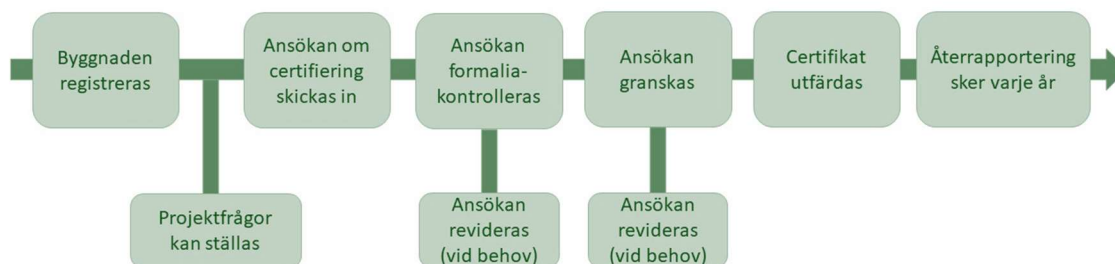 Byggnaden
registreras
Ansökan om
certifiering
skickas in
Ansökan
formalia-
kontrolleras
Ansökan
granskas
Certifikat
utfärdas
Återrapportering
sker varje år
Projektfrågor
kan ställas
Ansökan
revideras
(vid behov)
Ansökan
revideras
(vid behov)